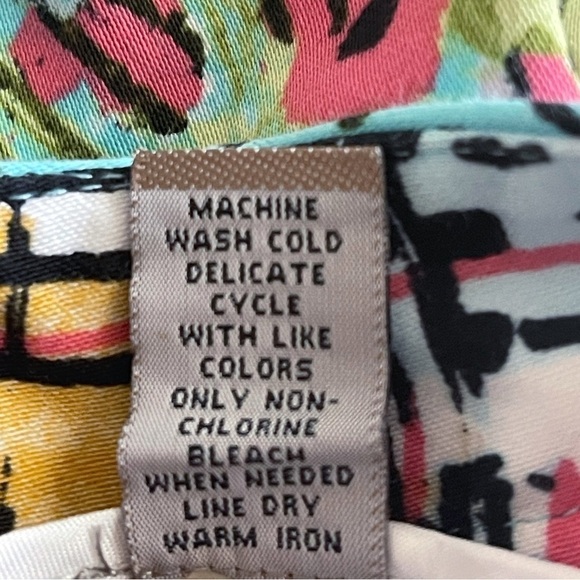 MACHINE
WASH COLD
DELICATE
CYCLE
WITH LIKE
COLORS
ONLY NON-
CHLORINE
BLEACH
WHEN NEEDED
LINE DRY
WARM IRON